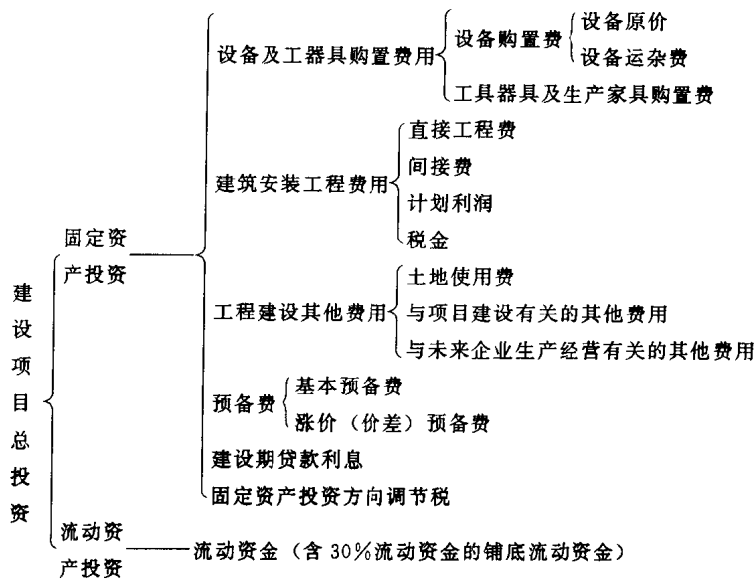 建设项目总投资
固定资
产投资
设备及工器具购置费用
设备购置费
设备原价
设备运杂费
工具器具及生产家具购置费
建筑安装工程费用
直接工程费
间接费
计划利润
税金
工程建设其他费用
土地使用费
与项目建设有关的其他费用
与未来企业生产经营有关的其他费用
预备费
基本预备费
涨价（价差）预备费
建设期贷款利息
固定资产投资方向调节税
流动资
产投资
流动资金（含30%流动资金的铺底流动资金）